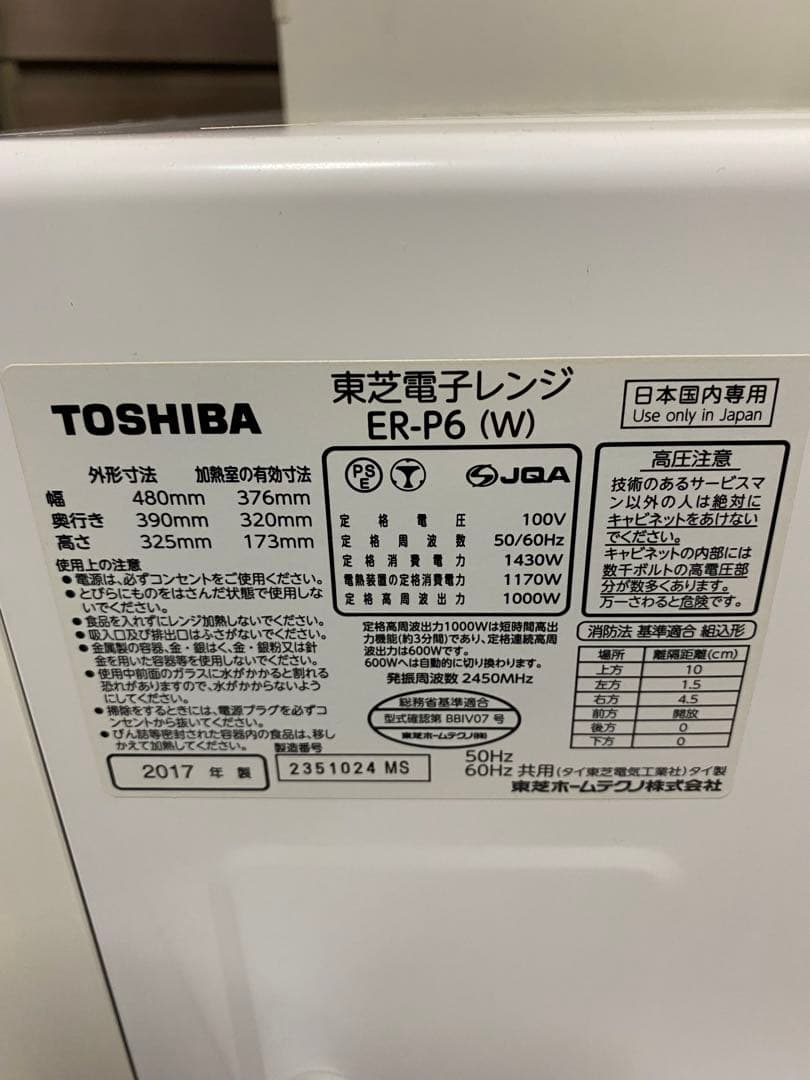 TOSHIBA
東芝電子レンジ
ER-P6 (W)
日本国内専用
Use only in Japan
外形寸法 加熱室の有効寸法
幅 480mm 376mm
奥行き 390mm 320mm
高さ 325mm 173mm
使用上の注意
●電源は、必ずコンセントをご使用ください。
●とびらにものをはさんだ状態で使用しな
いでください。
●食品を入れずにレンジ加熱しないでください。
●吸入口及び排出口はふさがないでください。
●金属製の容器、金・銀はく、金・銀粉又は針
金を用いた容器等を使用しないでください。
●使用中前面のガラスに水がかかると割れる
恐れがありますので、水がかからないよう
にしてください。
●掃除をするときには、電源プラグを必ずコ
ンセントから抜いてください。
●びん詰等密封された容器内の食品は、移し
かえて加熱してください。
PS
E
JQA
定格電圧 100V
定格周波数 50/60Hz
定格消費電力 1430W
電熱装置の定格消費電力 1170W
定格高周波出力 1000W
定格高周波出力1000Wは短時間高出
力機能(約3分間)であり、定格連続高周
波出力は600Wです。
600Wへは自動的に切り換わります。
発振周波数 2450MHz
総務省基準適合
型式確認第 BBIV07 号
東芝ホームテクノ(株)
高圧注意
技術のあるサービスマ
ン以外の人は絶対に
キャビネットをあけない
でください。
キャビネットの内部には
数千ボルトの高電圧部
分が数多くあります。
万一さわると危険です。
消防法 基準適合 組込形
場所 離隔距離(cm)
上方 10
左方 1.5
右方 4.5
前方 開放
後方 0
下方 0
2017 年 製
製造番号
2351024 MS
50Hz
60Hz 共用 (タイ東芝電気工業社) タイ製
東芝ホームテクノ株式会社